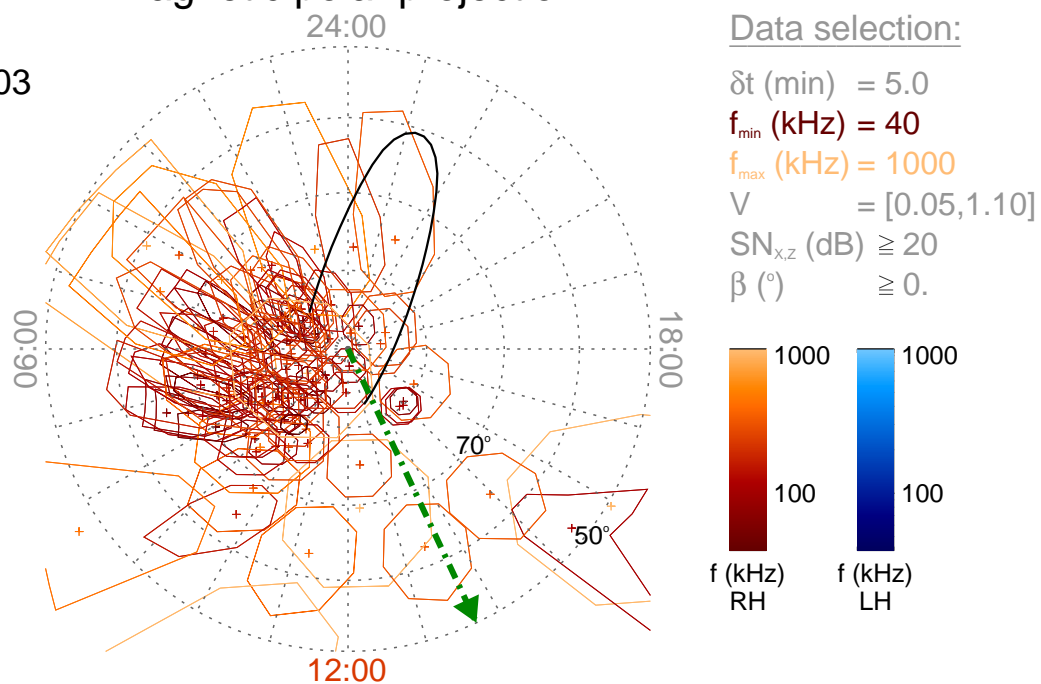 24:00
03
06:00
18:00
12:00
70°
50°
Data selection:
δt (min) = 5.0
fmin (kHz) = 40
fmax (kHz) = 1000
V = [0.05,1.10]
SNx,z (dB) ≧ 20
β (°) ≧ 0.
1000
100
f (kHz)
RH
1000
100
f (kHz)
LH